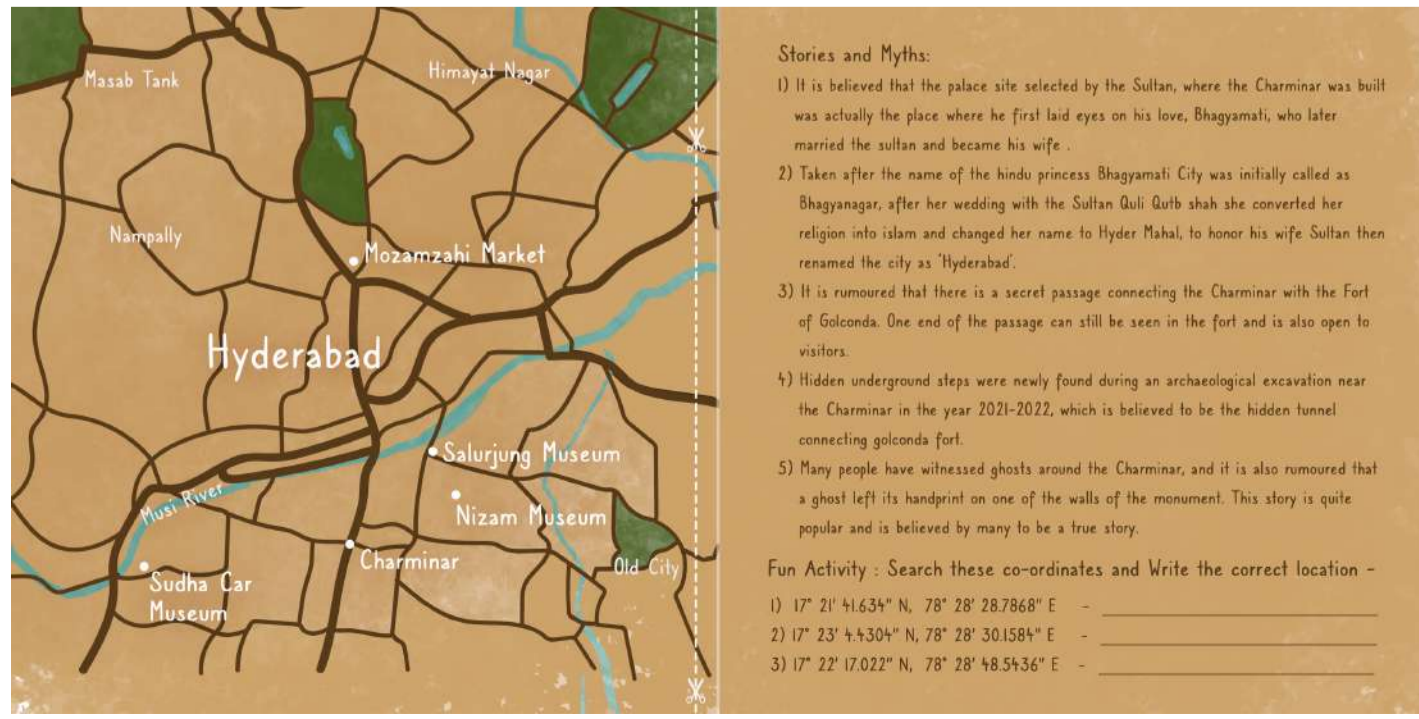 Masab Tank
Himayat Nagar
Nampally
Mozamzahi Market
Hyderabad
Salurjung Museum
Musi River
Nizam Museum
Charminar
Old City
Sudha Car
Museum
Stories and Myths:
1) It is believed that the palace site selected by the Sultan, where the Charminar was built
was actually the place where he first laid eyes on his love, Bhagyamati, who later
married the sultan and became his wife .
2) Taken after the name of the hindu princess Bhagyamati City was initially called as
Bhagyanagar, after her wedding with the Sultan Quli Qutb shah she converted her
religion into islam and changed her name to Hyder Mahal, to honor his wife Sultan then
renamed the city as 'Hyderabad'.
3) It is rumoured that there is a secret passage connecting the Charminar with the Fort
of Golconda. One end of the passage can still be seen in the fort and is also open to
visitors.
4) Hidden underground steps were newly found during an archaeological excavation near
the Charminar in the year 2021-2022, which is believed to be the hidden tunnel
connecting golconda fort.
5) Many people have witnessed ghosts around the Charminar, and it is also rumoured that
a ghost left its handprint on one of the walls of the monument. This story is quite
popular and is believed by many to be a true story.
Fun Activity : Search these co-ordinates and Write the correct location -
1) 17° 21' 41.634" N, 78° 28' 28.7868" E -
2) 17° 23' 4.4304" N, 78° 28' 30.1584" E -
3) 17° 22' 17.022" N, 78° 28' 48.5436" E -